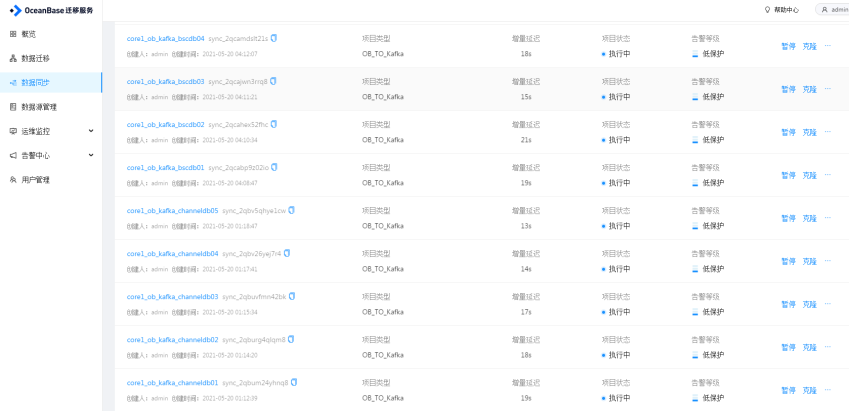 OceanBase 迁移服务
帮助中心
admin
概览
数据迁移
数据同步
数据源管理
运维监控
告警中心
用户管理
core1_ob_kafka_bscdb04 sync_2qcamdslt21s 项目类型 增量延迟 项目状态 告警等级
创建人: admin 创建时间: 2021-05-20 04:12:07 OB_TO_Kafka 18s 执行中 低保护 暂停 克隆 ···
core1_ob_kafka_bscdb03 项目类型 增量延迟 项目状态 告警等级
创建人: admin 创建时间: 2021-05-20 04:11:21 OB_TO_Kafka 15s 执行中 低保护 暂停 克隆 ···
core1_ob_kafka_bscdb02 sync_2qcahex52fhc 项目类型 增量延迟 项目状态 告警等级
创建人: admin 创建时间: 2021-05-20 04:10:34 OB_TO_Kafka 21s 执行中 低保护 暂停 克隆 ···
core1_ob_kafka_bscdb01 sync_2qcabp9z02io 项目类型 增量延迟 项目状态 告警等级
创建人: admin 创建时间: 2021-05-20 04:08:47 OB_TO_Kafka 19s 执行中 低保护 暂停 克隆 ···
core1_ob_kafka_channeldb05 sync_2qbv5qhye1cw 项目类型 增量延迟 项目状态 告警等级
创建人: admin 创建时间: 2021-05-20 01:18:47 OB_TO_Kafka 13s 执行中 低保护 暂停 克隆 ···
core1_ob_kafka_channeldb04 sync_2qbv26yej7r4 项目类型 增量延迟 项目状态 告警等级
创建人: admin 创建时间: 2021-05-20 01:17:41 OB_TO_Kafka 14s 执行中 低保护 暂停 克隆 ···
core1_ob_kafka_channeldb03 sync_2qbuvfmn42bk 项目类型 增量延迟 项目状态 告警等级
创建人: admin 创建时间: 2021-05-20 01:15:34 OB_TO_Kafka 17s 执行中 低保护 暂停 克隆 ···
core1_ob_kafka_channeldb02 sync_2qburg4qlqm8 项目类型 增量延迟 项目状态 告警等级
创建人: admin 创建时间: 2021-05-20 01:14:20 OB_TO_Kafka 18s 执行中 低保护 暂停 克隆 ···
core1_ob_kafka_channeldb01 sync_2qbum24yhnq8 项目类型 增量延迟 项目状态 告警等级
创建人: admin 创建时间: 2021-05-20 01:12:39 OB_TO_Kafka 19s 执行中 低保护 暂停 克隆 ···